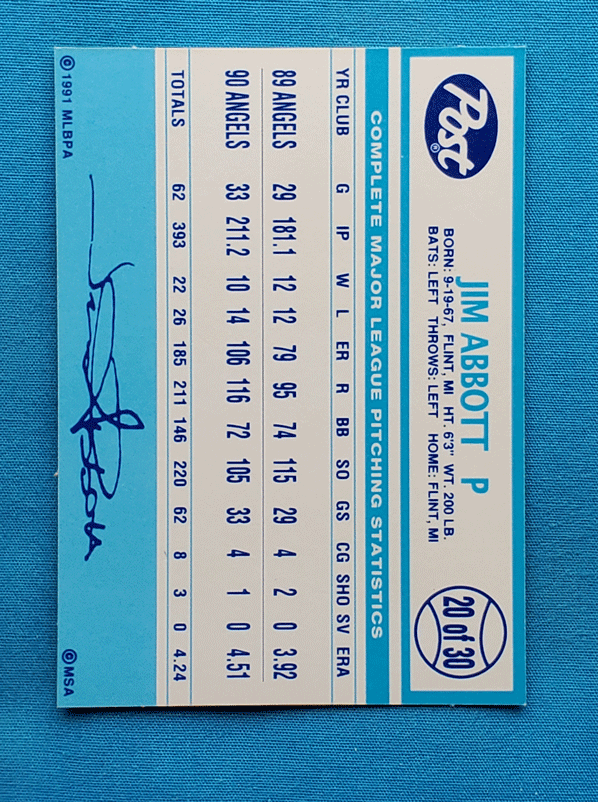 Post®
JIM ABBOTT P
BORN: 9-19-67, FLINT, MI HT. 6'3" WT. 200 LB.
BATS: LEFT THROWS: LEFT HOME: FLINT, MI
20 of 30
COMPLETE MAJOR LEAGUE PITCHING STATISTICS
YR CLUB G IP W L ER R BB SO GS CG SHO SV ERA
89 ANGELS 29 181.1 12 12 79 95 74 115 29 4 2 0 3.92
90 ANGELS 33 211.2 10 14 106 116 72 105 33 4 1 0 4.51
TOTALS 62 393 22 26 185 211 146 220 62 8 3 0 4.24
Jim Abbott
© 1991 MLBPA
© MSA